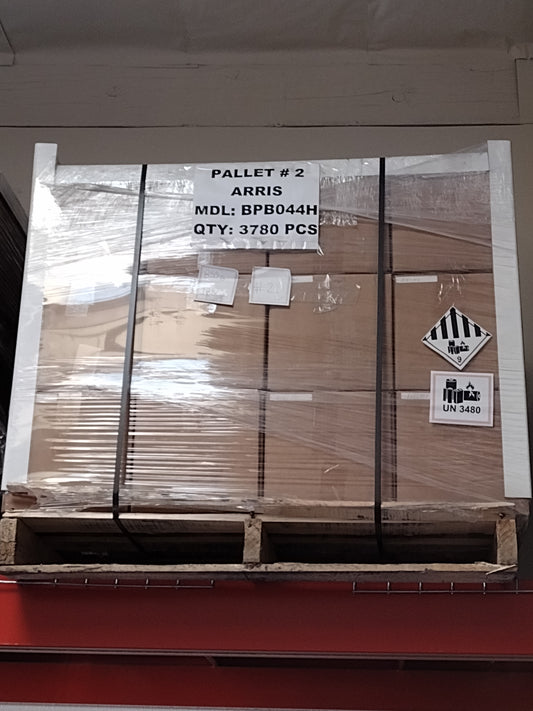 PALLET # 2
ARRIS
MDL: BPB044H
QTY: 3780 PCS
9
UN 3480